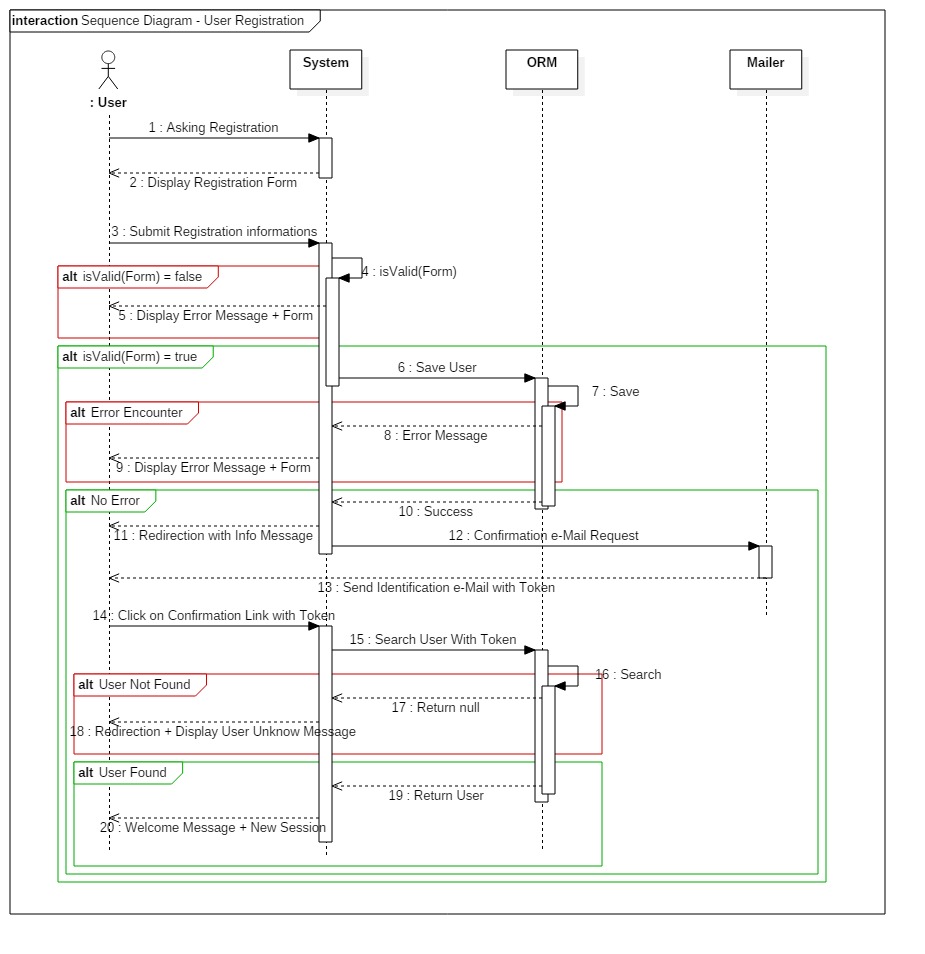 interaction Sequence Diagram - User Registration
: User
System
ORM
Mailer
1 : Asking Registration
2 : Display Registration Form
3 : Submit Registration informations
4 : isValid(Form)
alt isValid(Form) = false
5 : Display Error Message + Form
alt isValid(Form) = true
6 : Save User
7 : Save
alt Error Encounter
8 : Error Message
9 : Display Error Message + Form
alt No Error
10 : Success
11 : Redirection with Info Message
12 : Confirmation e-Mail Request
13 : Send Identification e-Mail with Token
14 : Click on Confirmation Link with Token
15 : Search User With Token
16 : Search
alt User Not Found
17 : Return null
18 : Redirection + Display User Unknow Message
alt User Found
19 : Return User
20 : Welcome Message + New Session